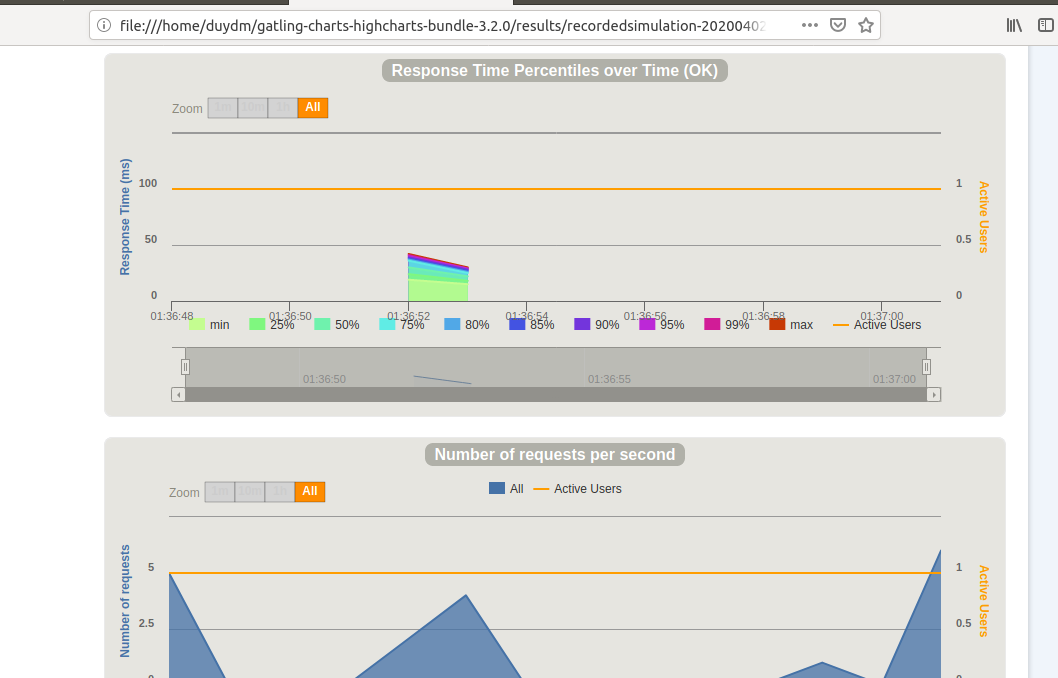 file:///home/duydm/gatling-charts-highcharts-bundle-3.2.0/results/recordedsimulation-20200402
Response Time Percentiles over Time (OK)
Zoom 1m 10m 1h All
Response Time (ms)
100
50
0
1
0.5
0
Active Users
01:36:48 01:36:50 01:36:52 01:36:54 01:36:56 01:36:58 01:37:00
min 25% 50% 75% 80% 85% 90% 95% 99% max Active Users
01:36:50 01:36:55 01:37:00
Number of requests per second
Zoom 1m 10m 1h All
All Active Users
Number of requests
5
2.5
1
0.5
Active Users